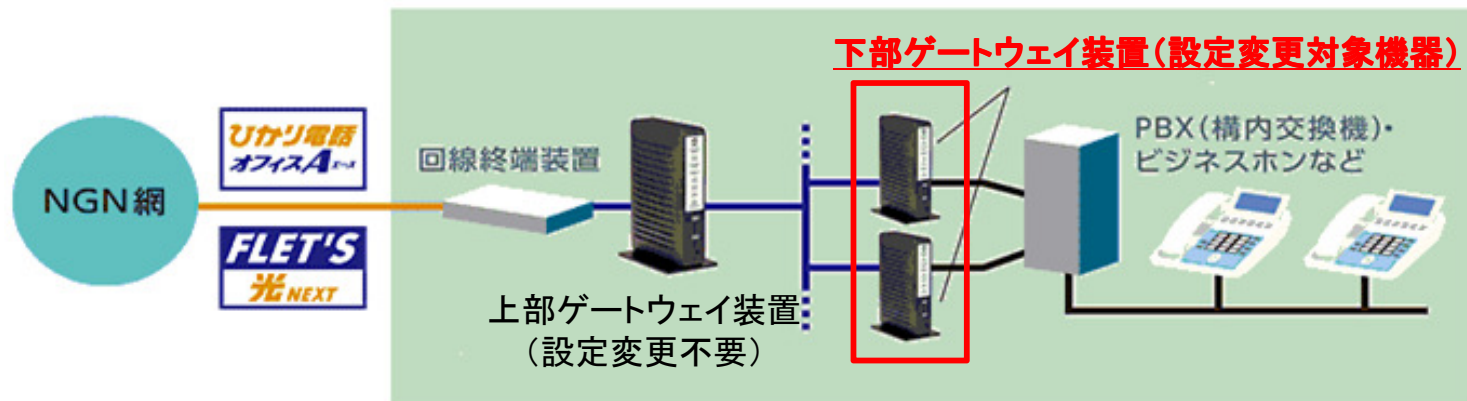 下部ゲートウェイ装置(設定変更対象機器)
NGN網
ひかり電話
オフィスAエース
FLET'S
光NEXT
回線終端装置
上部ゲートウェイ装置
(設定変更不要)
PBX(構内交換機)・
ビジネスホンなど